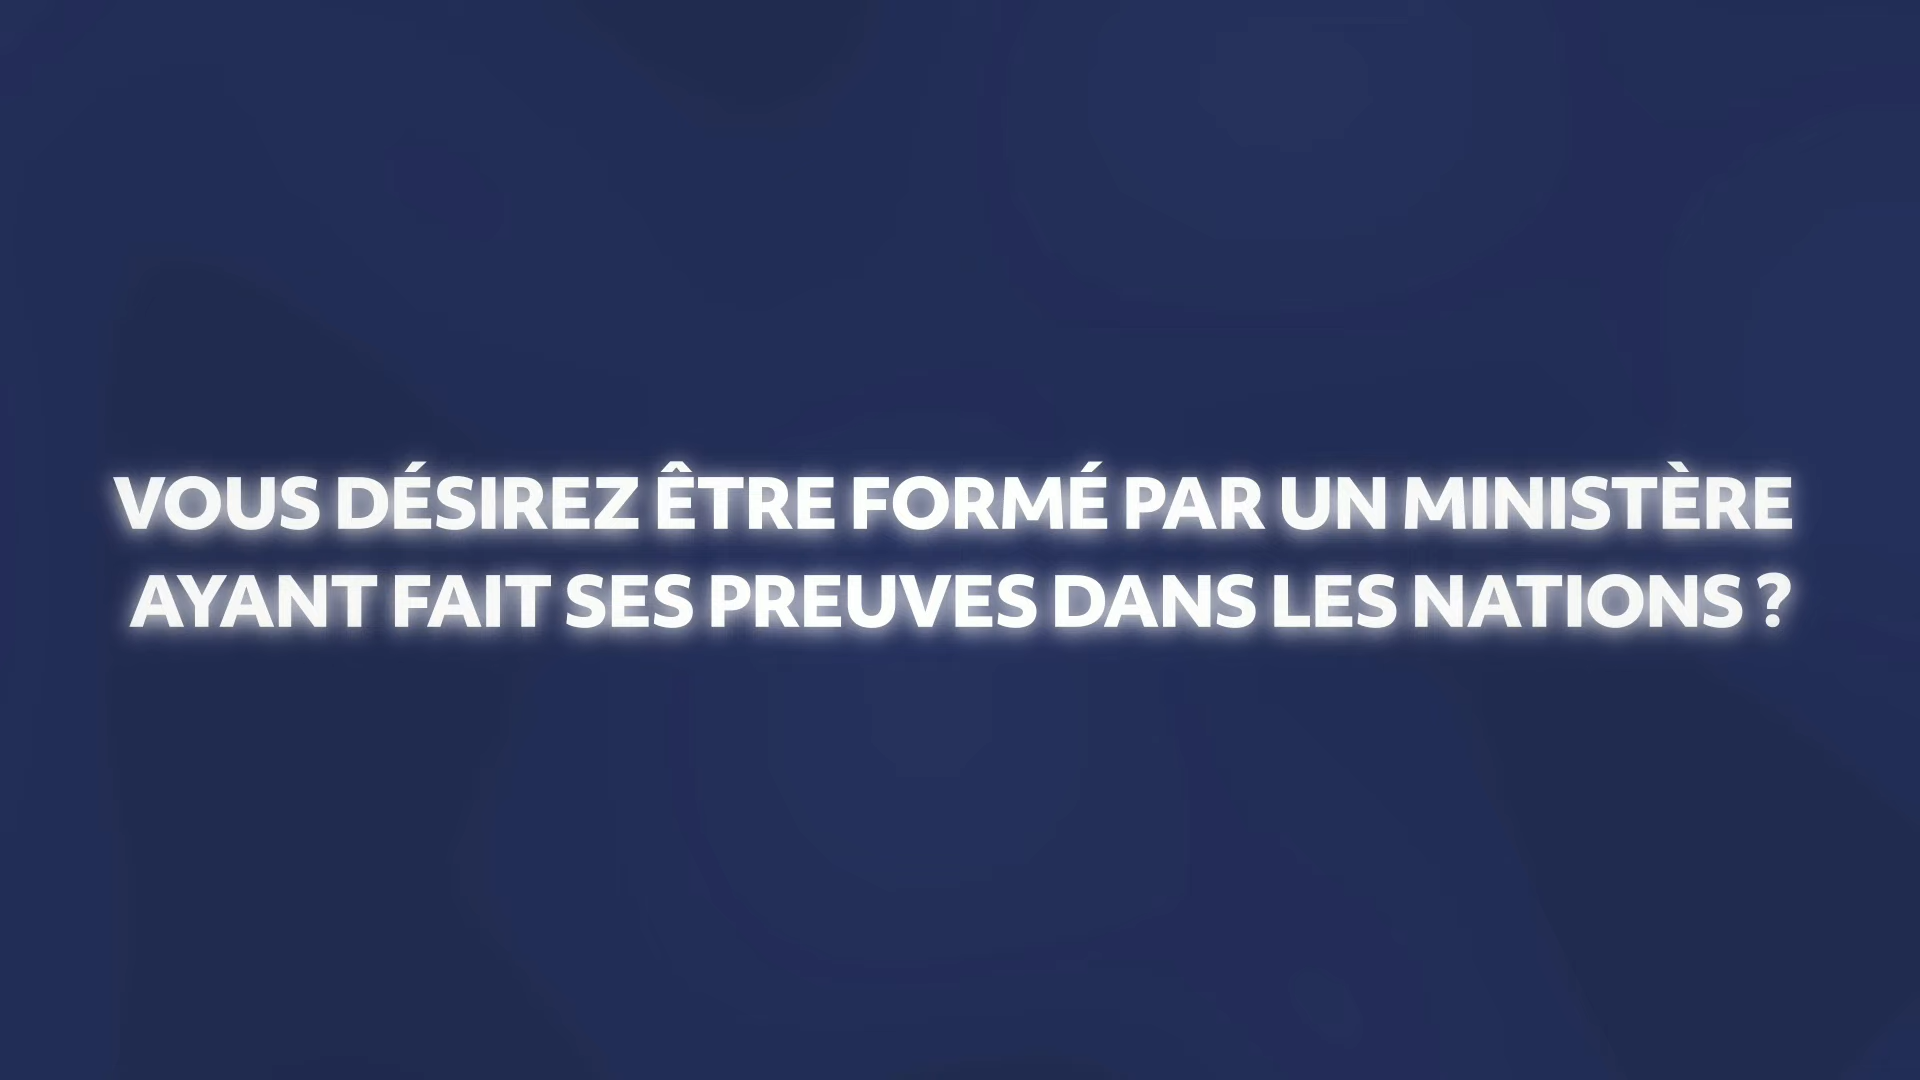 VOUS DÉSIREZ ÊTRE FORMÉ PAR UN MINISTÈRE
AYANT FAIT SES PREUVES DANS LES NATIONS ?